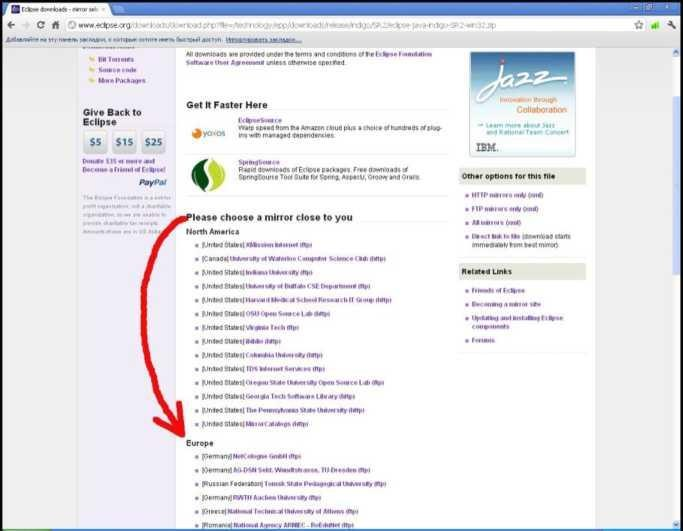 Eclipse downloads - mirror sele
www.eclipse.org/downloads/download.php?file=/technology/epp/downloads/release/indigo/SR2/eclipse-java-indigo-SR2-win32.zip
Добавляйте на эту панель закладки, к которым хотите иметь быстрый доступ. Импортировать закладки...
Bit Torrents
Source code
More Packages
Give Back to
Eclipse
$5 $15 $25
Donate $35 or more and
Become a Friend of Eclipse!
PayPal
The Eclipse Foundation is a not-for-
profit organization, not a charitable
organization, so we are unable to
provide charitable tax receipts.
Amounts are in US
All downloads are provided under the terms and conditions of the Eclipse Foundation
Software User Agreement unless otherwise specified.
Get It Faster Here
yoxos
EclipseSource
Warp speed from the Amazon cloud plus a choice of hundreds of plug-
ins with managed dependencies.
SpringSource
Rapid downloads of Eclipse packages. Free downloads of
SpringSource Tool Suite for Spring, AspectJ, Groovy and Grails.
Please choose a mirror close to you
North America
[United States] XMission Internet (ftp)
[Canada] University of Waterloo Computer Science Club (http)
[United States] Indiana University (http)
[United States] University of Buffalo CSE Department (http)
[United States] Harvard Medical School Research IT Group (http)
[United States] OSU Open Source Lab (http)
[United States] Virginia Tech (http)
[United States] ibiblio (http)
[United States] Columbia University (http)
[United States] TDS Internet Services (ftp)
[United States] Oregon State University Open Source Lab (ftp)
[United States] Georgia Tech Software Library (http)
[United States] The Pennsylvania State University (http)
[United States] MirrorCatalogs (http)
Europe
[Germany] NetCologne GmbH (ftp)
[Germany] AG-DSN Sekt. Wundtstrasse, TU-Dresden (ftp)
[Russian Federation] Tomsk State Pedagogical University (ftp)
[Germany] RWTH Aachen University (ftp)
[Greece] National Technical University of Athens (ftp)
[Romania] National Agency ARNIEC - RoEduNet (ftp)
jazz
Innovation through
Collaboration
Learn more about Jazz
and Rational Team Concert
IBM.
Other options for this file
HTTP mirrors only (xml)
FTP mirrors only (xml)
All mirrors (xml)
Direct link to file (download starts
immediately from best mirror)
Related Links
Friends of Eclipse
Becoming a mirror site
Updating and installing Eclipse
components
Forums